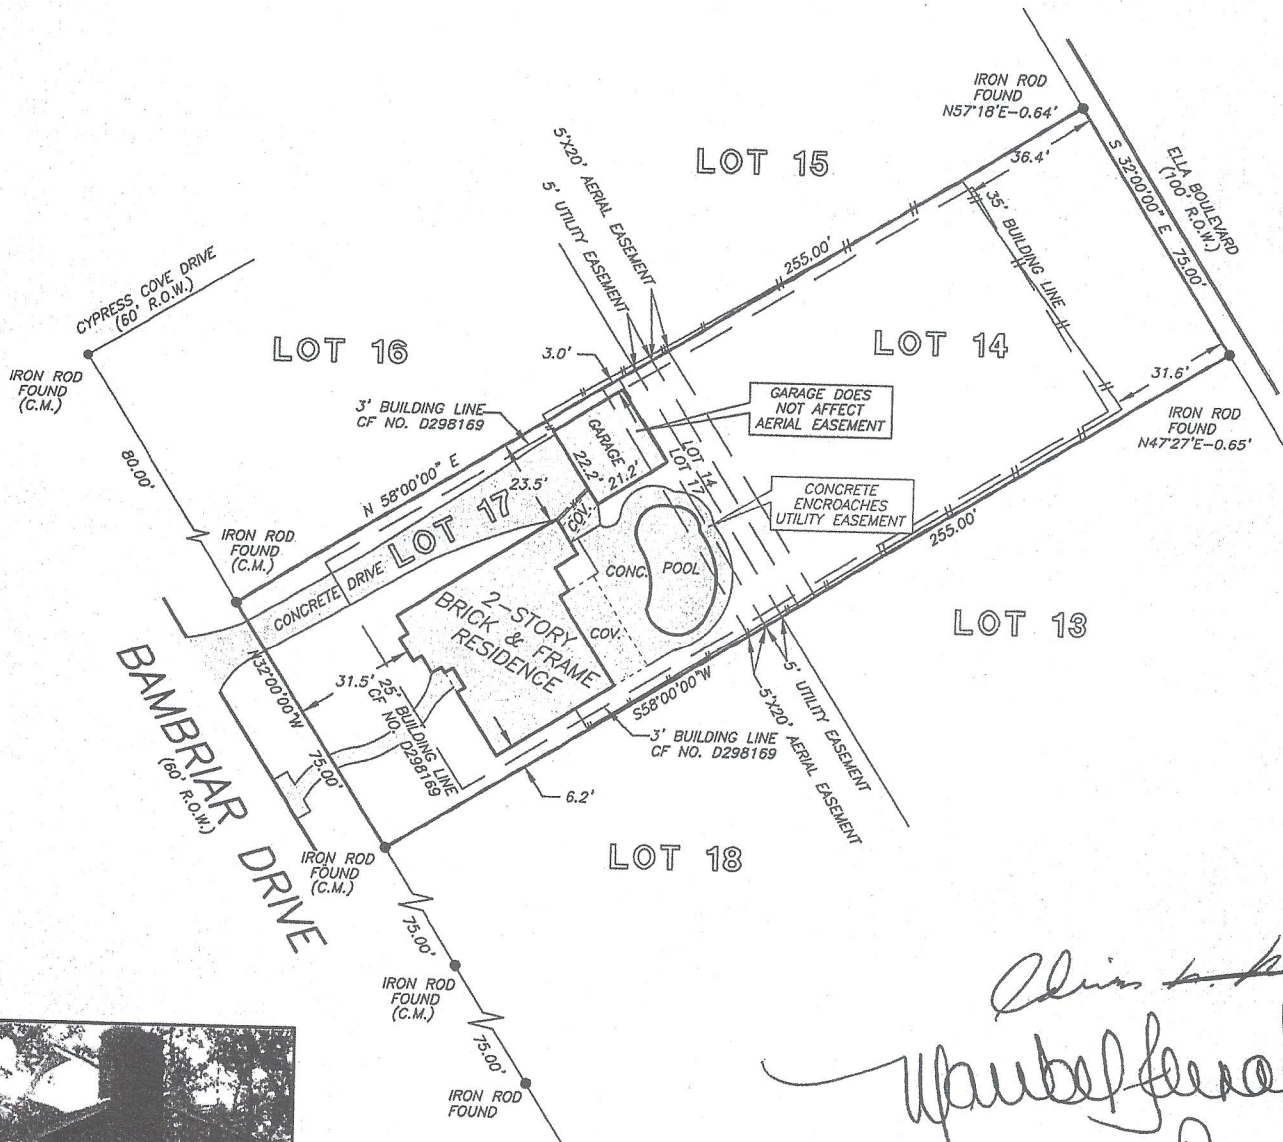 IRON ROD
FOUND
N57°18'E-0.64'
LOT 15
5'X20' AERIAL EASEMENT
5' UTILITY EASEMENT
36.4'
S 32°00'00" E 75.00'
ELLA BOULEVARD
(100' R.O.W.)
35' BUILDING LINE
255.00'
CYPRESS COVE DRIVE
(60' R.O.W.)
LOT 16
LOT 14
3.0'
IRON ROD
FOUND
(C.M.)
31.6'
GARAGE DOES
NOT AFFECT
AERIAL EASEMENT
3' BUILDING LINE
CF NO. D298169
IRON ROD
FOUND
N47°27'E-0.65'
GARAGE
22.2'
21.2'
LOT 14
LOT 17
80.00'
N 58°00'00" E
23.5'
LOT 17
CONCRETE
ENCROACHES
UTILITY EASEMENT
COV.
255.00'
IRON ROD
FOUND
(C.M.)
CONCRETE DRIVE
CONC.
POOL
2-STORY
BRICK & FRAME
RESIDENCE
COV.
LOT 13
BAMBRIAR DRIVE
(60' R.O.W.)
N32°00'00"W 75.00'
31.5'
25' BUILDING LINE
CF NO. D298169
S58°00'00"W
5' UTILITY EASEMENT
5'X20' AERIAL EASEMENT
3' BUILDING LINE
CF NO. D298169
6.2'
IRON ROD
FOUND
(C.M.)
LOT 18
75.00'
IRON ROD
FOUND
(C.M.)
75.00'
IRON ROD
FOUND